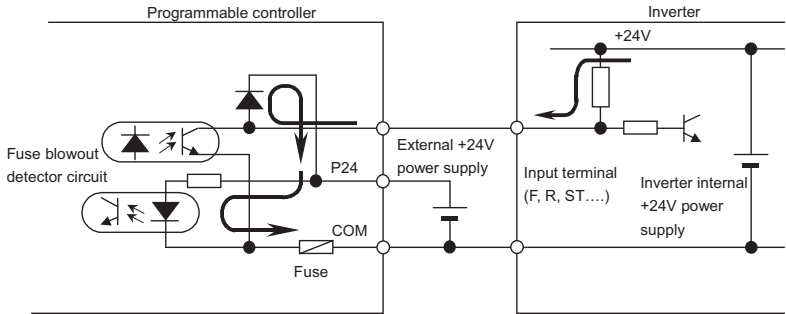 Programmable controller
Inverter
+24V
Fuse blowout
detector circuit
P24
External +24V
power supply
Input terminal
(F, R, ST....)
Inverter internal
+24V power
supply
COM
Fuse